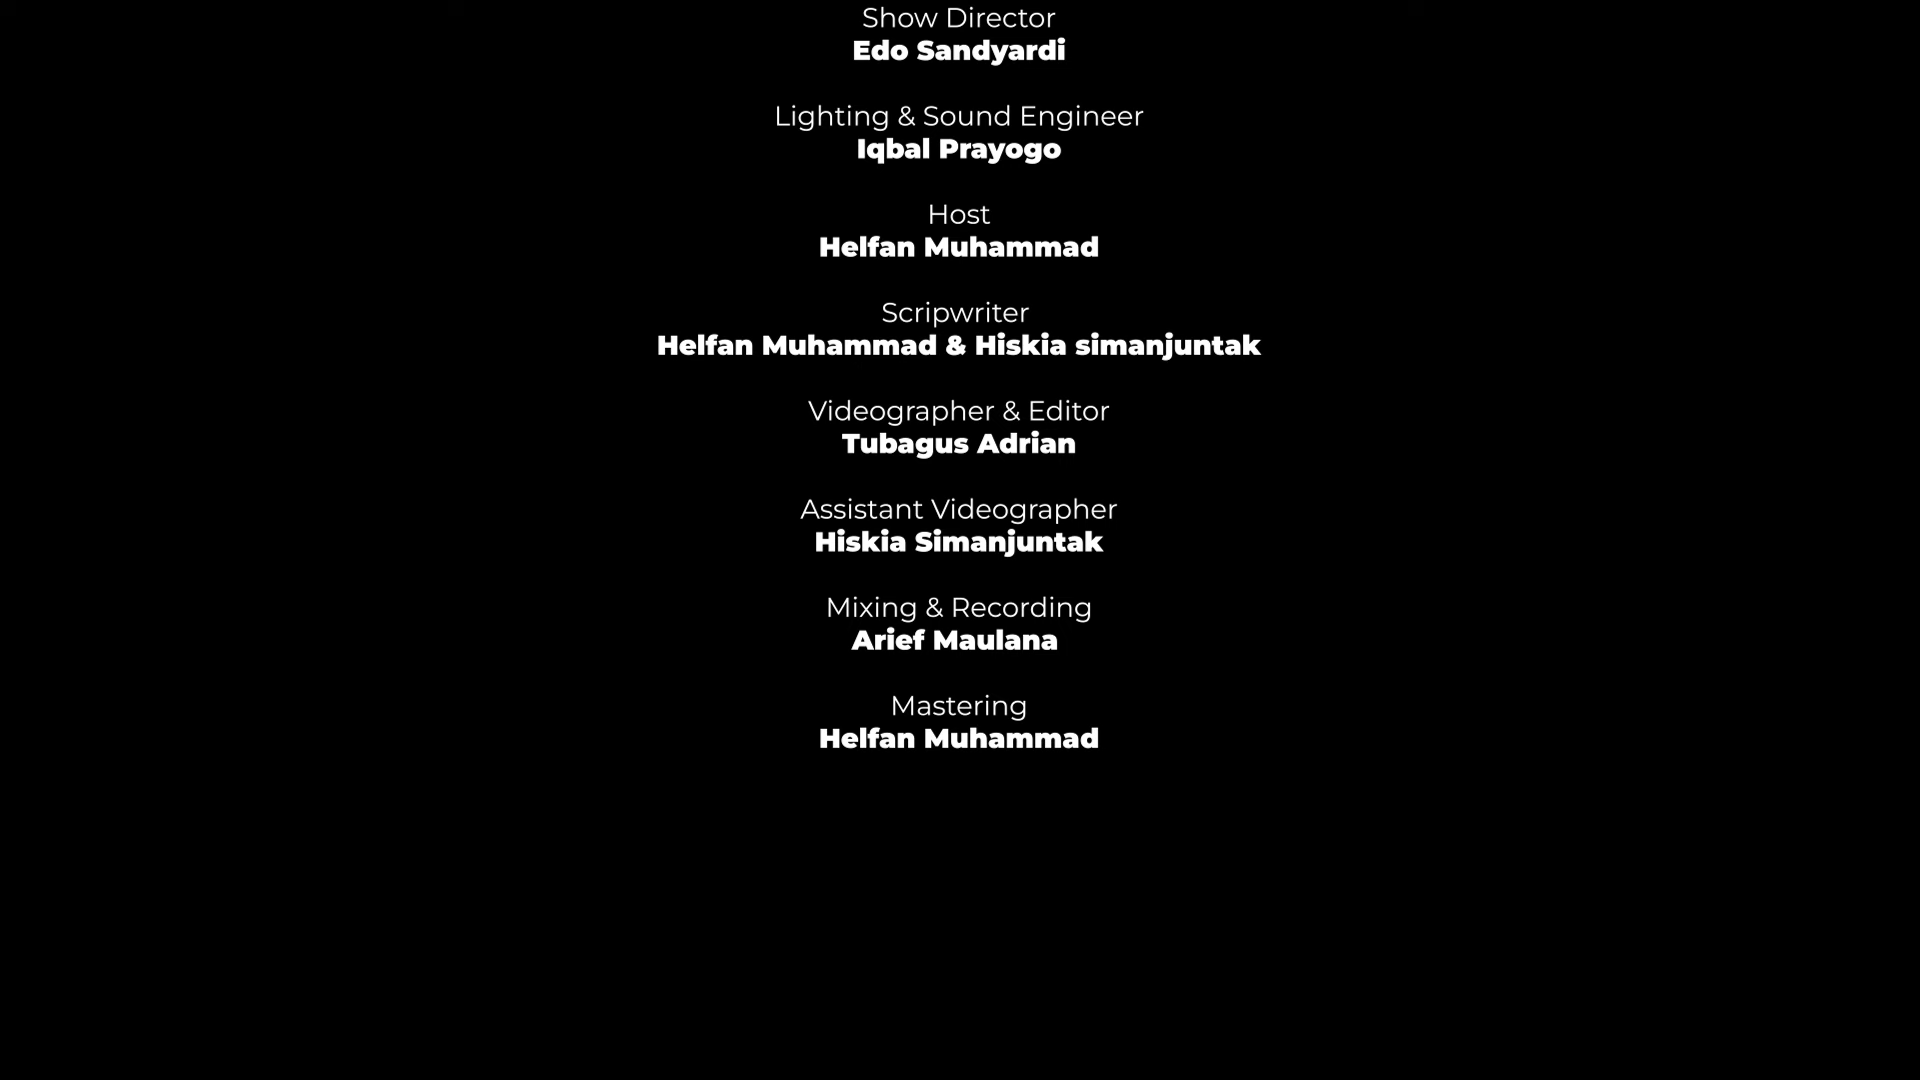 Show Director
Edo Sandyardi
Lighting & Sound Engineer
Iqbal Prayogo
Host
Helfan Muhammad
Scripwriter
Helfan Muhammad & Hiskia simanjuntak
Videographer & Editor
Tubagus Adrian
Assistant Videographer
Hiskia Simanjuntak
Mixing & Recording
Arief Maulana
Mastering
Helfan Muhammad